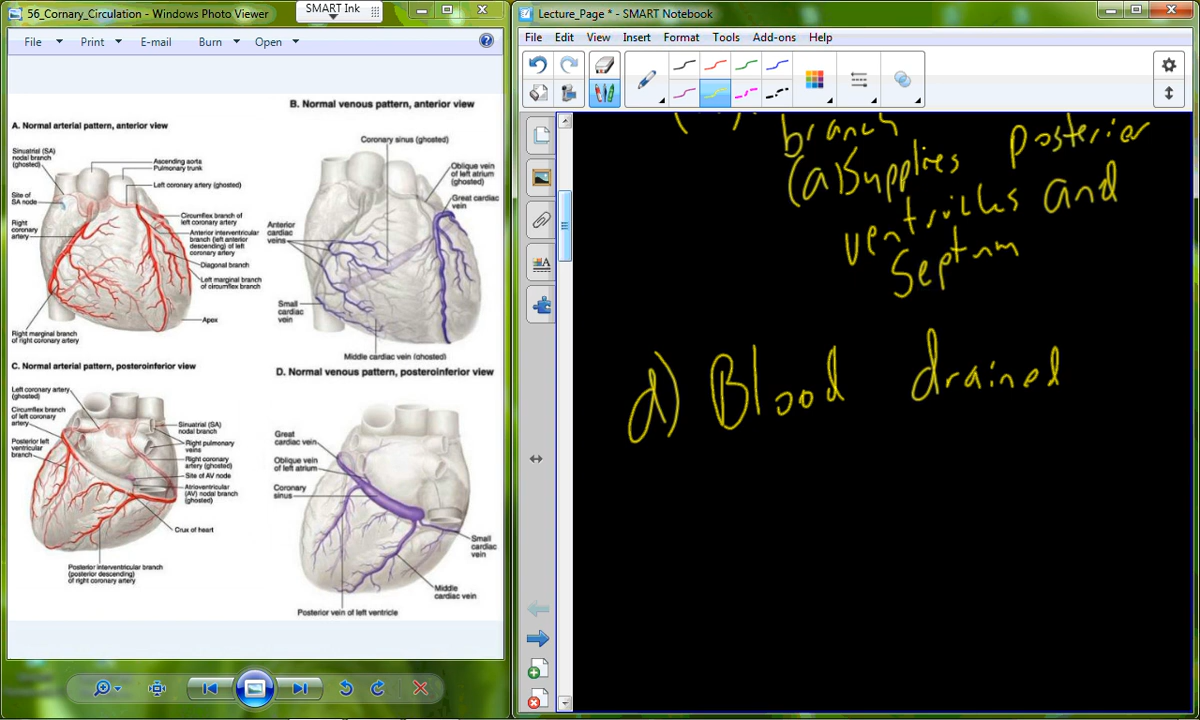 56_Cornary_Circulation - Windows Photo Viewer
SMART Ink
File Print E-mail Burn Open
B. Normal venous pattern, anterior view
A. Normal arterial pattern, anterior view
Sinuatrial (SA)
nodal branch
(ghosted)
Ascending aorta
Pulmonary trunk
Left coronary artery (ghosted)
Site of
SA node
Right
coronary
artery
Circumflex branch of
left coronary artery
Anterior interventricular
branch (left anterior
descending) of left
coronary artery
Diagonal branch
Left marginal branch
of circumflex branch
Apex
Right marginal branch
of right coronary artery
Coronary sinus (ghosted)
Oblique vein
of left atrium
(ghosted)
Great cardiac
vein
Anterior
cardiac
veins
Small
cardiac
vein
Middle cardiac vein (ghosted)
C. Normal arterial pattern, posteroinferior view
D. Normal venous pattern, posteroinferior view
Left coronary artery
(ghosted)
Circumflex branch
of left coronary
artery
Posterior left
ventricular
branch
Sinuatrial (SA)
nodal branch
Right pulmonary
veins
Right coronary
artery (ghosted)
Site of AV node
Atrioventricular
(AV) nodal branch
(ghosted)
Crux of heart
Posterior interventricular branch
(posterior descending)
of right coronary artery
Great
cardiac vein
Oblique vein
of left atrium
Coronary
sinus
Small
cardiac
vein
Middle
cardiac vein
Posterior vein of left ventricle
Lecture_Page * - SMART Notebook
File Edit View Insert Format Tools Add-ons Help
branch
(a) Supplies posterior
ventricles and
septum
d) Blood drained